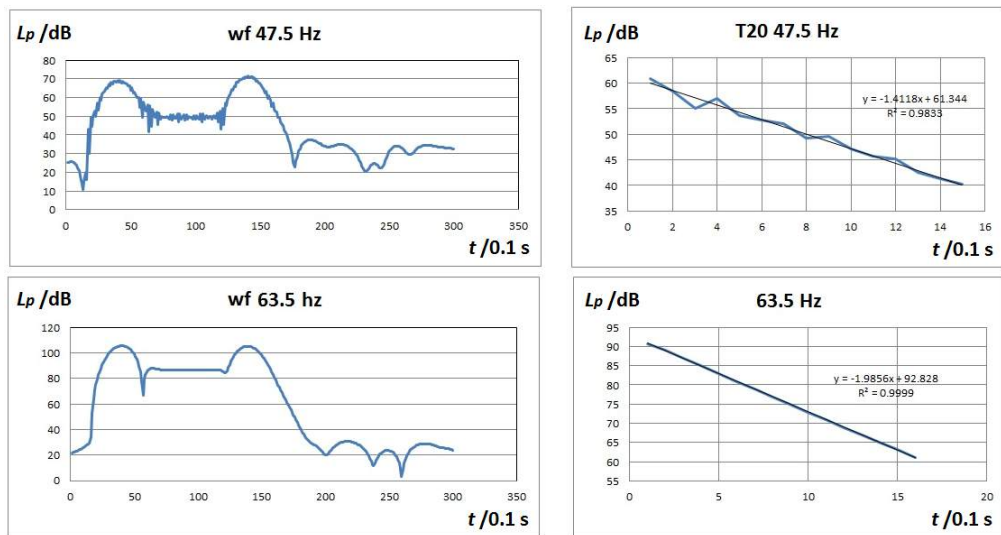 Lp /dB
wf 47.5 Hz
80
70
60
50
40
30
20
10
0
0 50 100 150 200 250 300 350
t /0.1 s
Lp /dB
T20 47.5 Hz
65
60
55
50
45
40
35
y = -1.4118x + 61.344
R² = 0.9833
0 2 4 6 8 10 12 14 16
t /0.1 s
Lp /dB
wf 63.5 hz
120
100
80
60
40
20
0
0 50 100 150 200 250 300 350
t /0.1 s
Lp /dB
63.5 Hz
95
90
85
80
75
70
65
60
55
y = -1.9856x + 92.828
R² = 0.9999
0 5 10 15 20
t /0.1 s